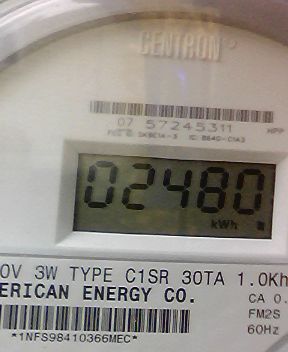 CENTRON®
07 57245311
HPP
02480
kWh
0V 3W TYPE C1SR 30TA 1.0Kh
ERICAN ENERGY CO.
CA 0.
FM2S
60Hz
*1NFS98410366MEC*